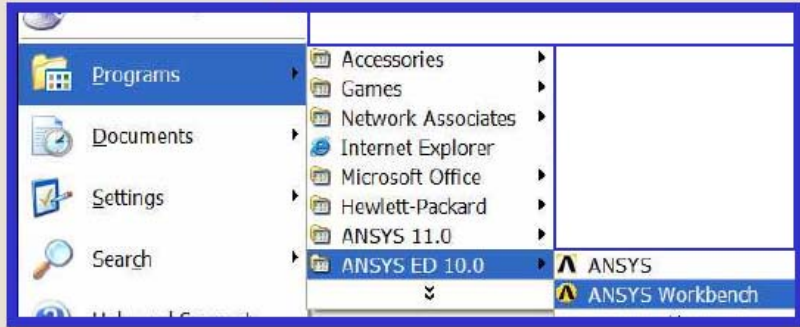 Programs
Documents
Settings
Search
Accessories
Games
Network Associates
Internet Explorer
Microsoft Office
Hewlett-Packard
ANSYS 11.0
ANSYS ED 10.0
ANSYS
ANSYS Workbench